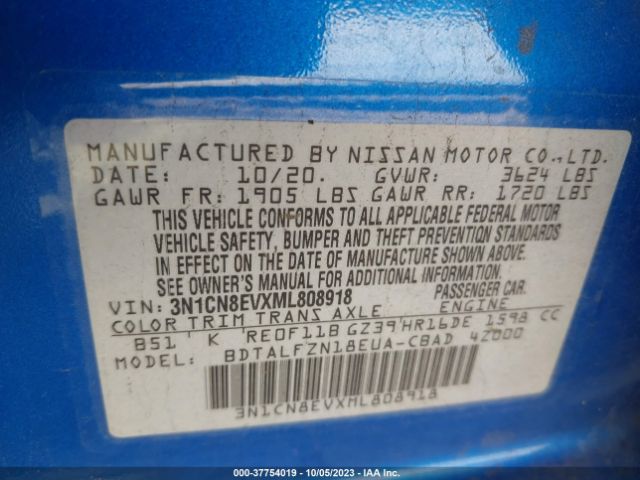 MANUFACTURED BY NISSAN MOTOR CO.,LTD.
DATE: 10/20. GVWR: 3624 LBS
GAWR FR: 1905 LBS GAWR RR: 1720 LBS
THIS VEHICLE CONFORMS TO ALL APPLICABLE FEDERAL MOTOR
VEHICLE SAFETY, BUMPER AND THEFT PREVENTION STANDARDS
IN EFFECT ON THE DATE OF MANUFACTURE SHOWN ABOVE.
SEE OWNER'S MANUAL FOR ADDITIONAL INFORMATION.
VIN: 3N1CN8EVXML808918 PASSENGER CAR.
COLOR TRIM TRANS AXLE ENGINE
B51 K RE0F11B GZ39 HR16DE 1598 CC
MODEL: BDTALFZN18EUA-CBAD 4Z000
3N1CN8EVXML808918
000-37754019 - 10/05/2023 - IAA Inc.